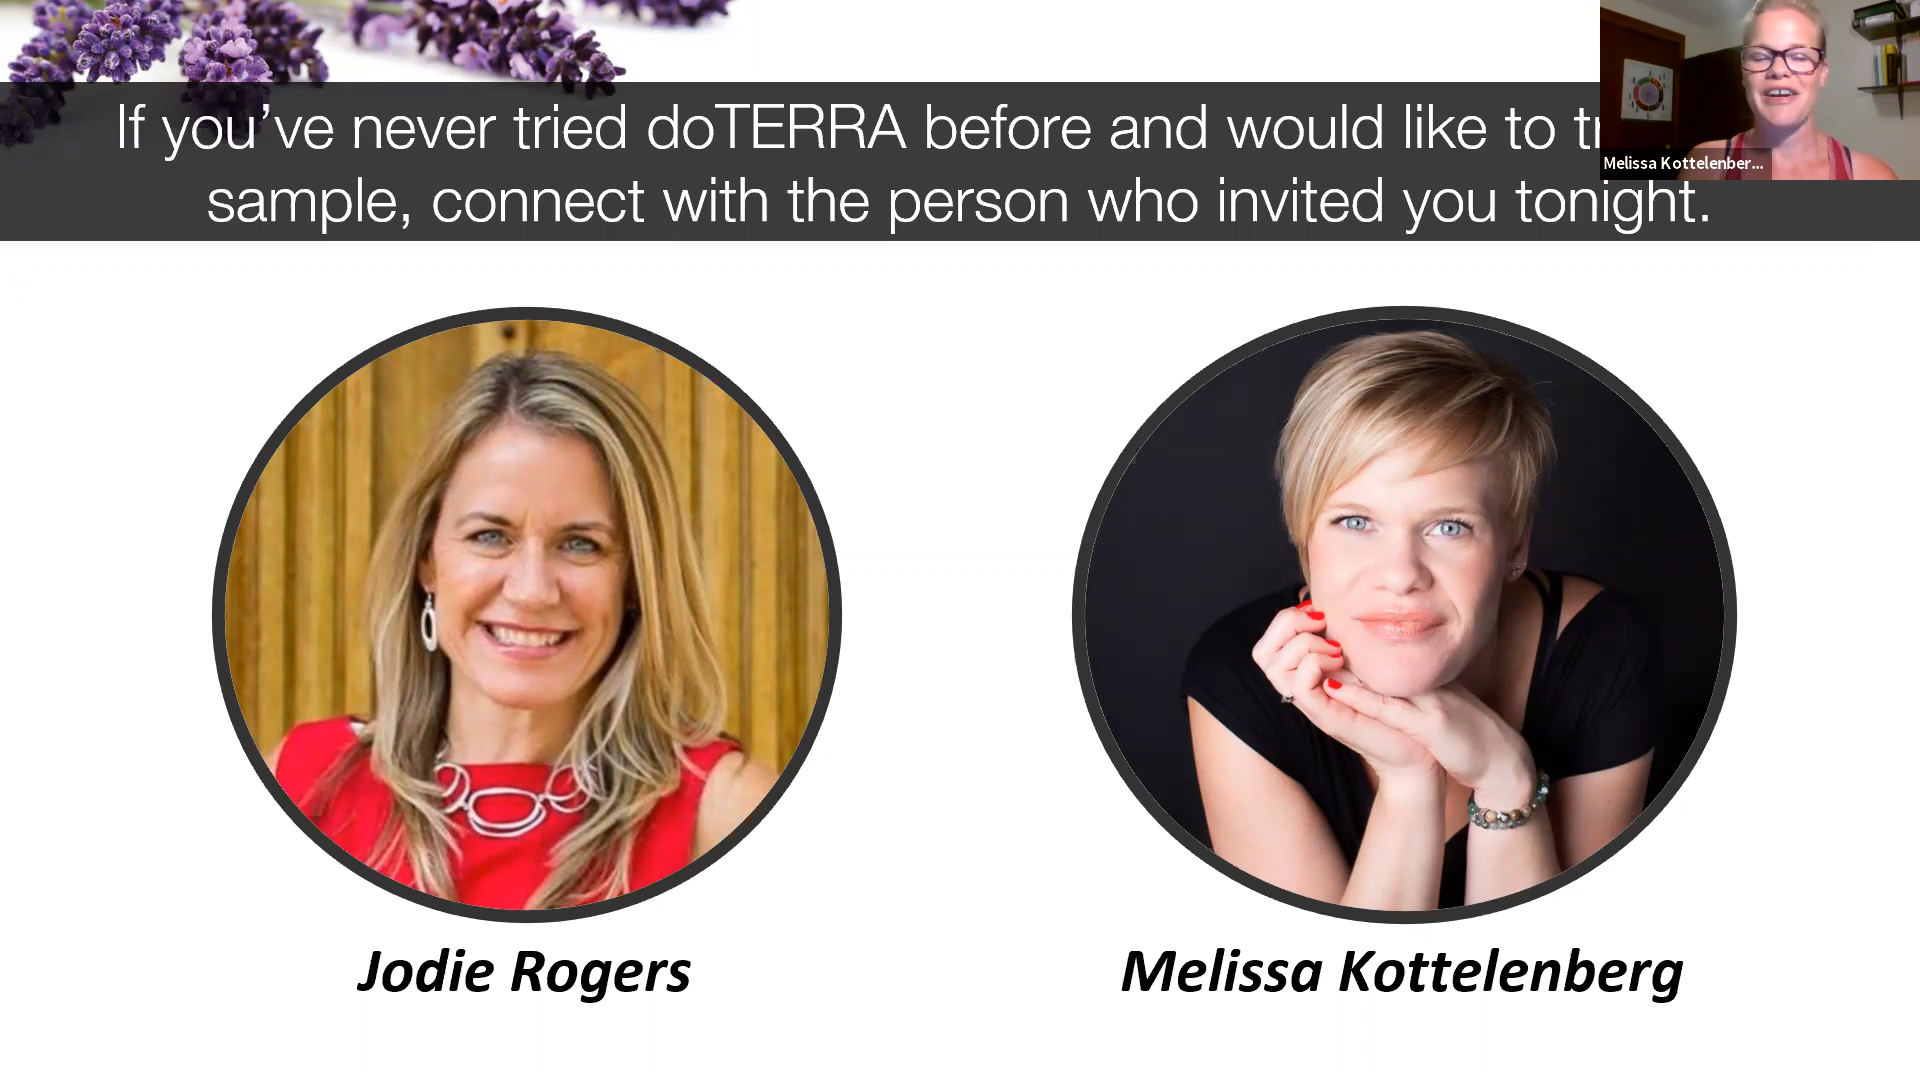 If you’ve never tried doTERRA before and would like to
sample, connect with the person who invited you tonight.
Melissa Kottelenber...
Jodie Rogers
Melissa Kottelenberg